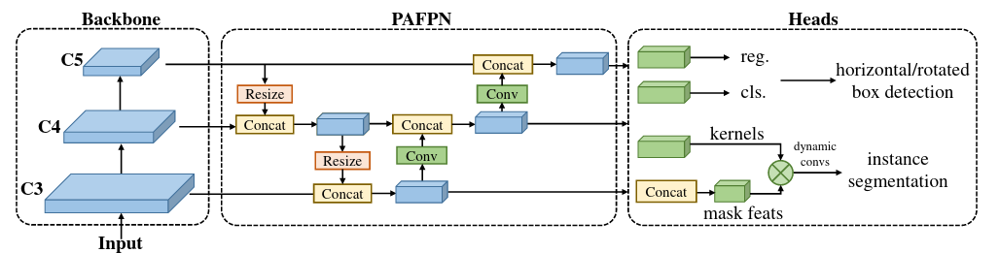 Backbone
PAFPN
Heads
C5
C4
C3
Input
Resize
Concat
Resize
Concat
Concat
Conv
Concat
Conv
reg.
cls.
horizontal/rotated
box detection
kernels
dynamic
convs
Concat
mask feats
instance
segmentation